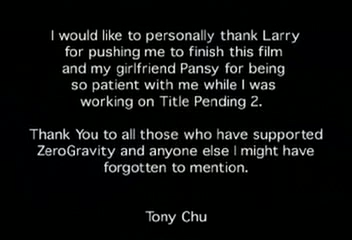 I would like to personally thank Larry
for pushing me to finish this film
and my girlfriend Pansy for being
so patient with me while I was
working on Title Pending 2.
Thank You to all those who have supported
ZeroGravity and anyone else I might have
forgotten to mention.
Tony Chu